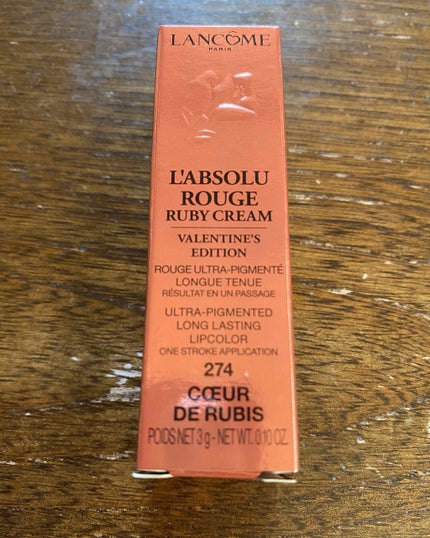 LANCÔME
PARIS
L'ABSOLU
ROUGE
RUBY CREAM
VALENTINE'S
EDITION
ROUGE ULTRA-PIGMENTÉ
LONGUE TENUE
RÉSULTAT EN UN PASSAGE
ULTRA-PIGMENTED
LONG LASTING
LIPCOLOR
ONE STROKE APPLICATION
274
CŒUR
DE RUBIS
POIDS NET 3 g - NET WT. 0.10 OZ.